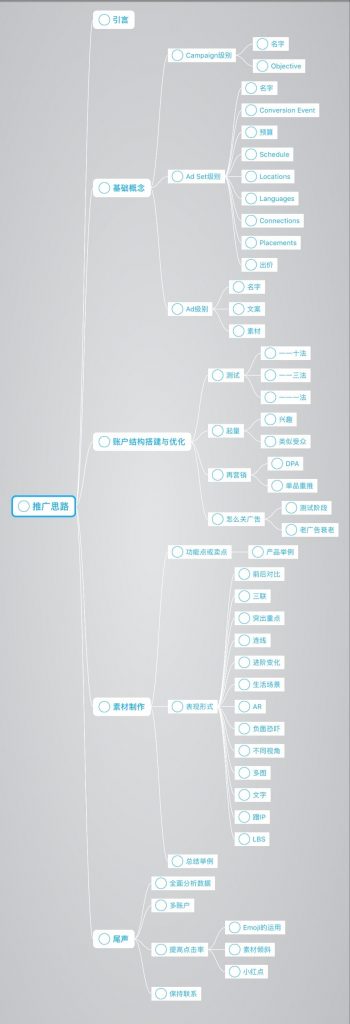 引言
Campaign级别
名字
Objective
基础概念
Ad Set级别
名字
Conversion Event
预算
Schedule
Locations
Languages
Connections
Placements
出价
Ad级别
名字
文案
素材
推广思路
账户结构搭建与优化
测试
一一十法
一一三法
一一一法
起量
兴趣
类似受众
再营销
DPA
单品重推
怎么关广告
测试阶段
老广告衰老
素材制作
功能点或卖点
产品举例
表现形式
前后对比
三联
突出重点
连线
进阶变化
生活场景
AR
负面恐吓
不同视角
多图
文字
蹭IP
LBS
总结举例
尾声
全面分析数据
多账户
提高点击率
Emoji的运用
素材倾斜
小红点
保持联系